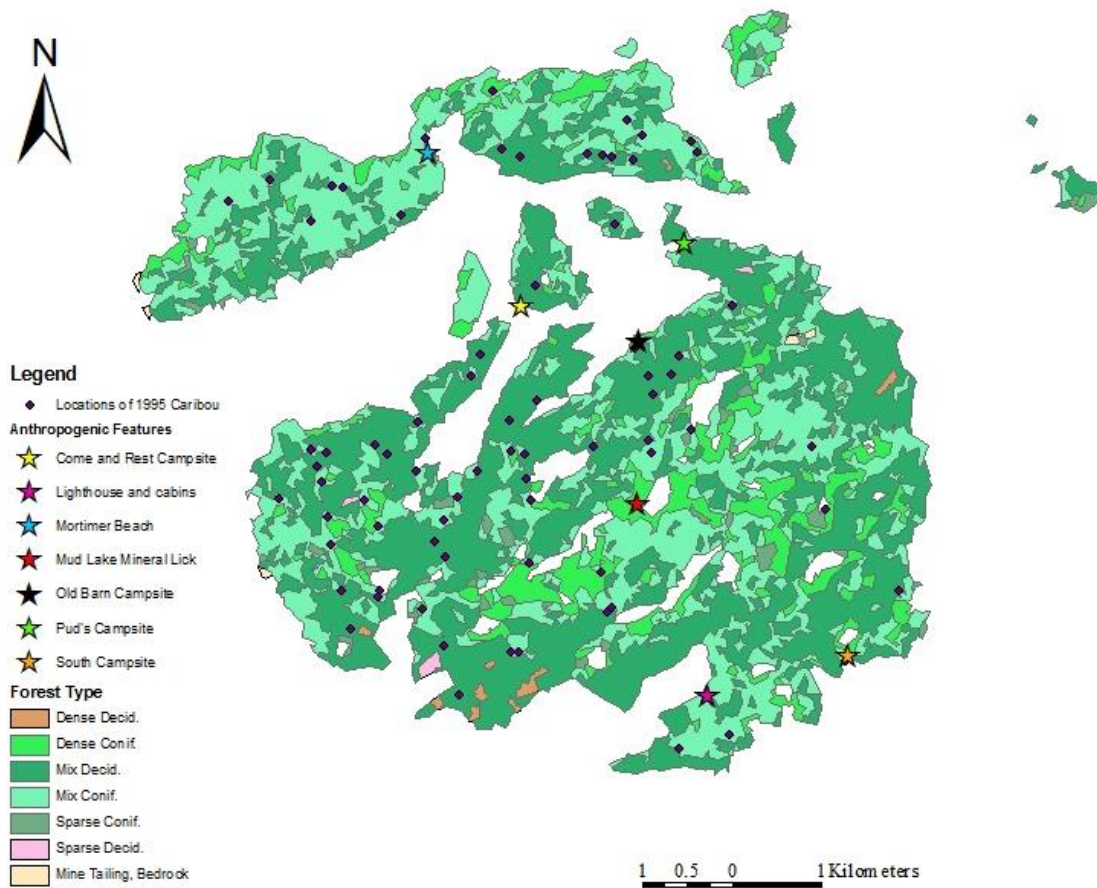 N
Legend
Locations of 1995 Caribou
Anthropogenic Features
Come and Rest Campsite
Lighthouse and cabins
Mortimer Beach
Mud Lake Mineral Lick
Old Barn Campsite
Pud's Campsite
South Campsite
Forest Type
Dense Decid.
Dense Conif.
Mix Decid.
Mix Conif.
Sparse Conif.
Sparse Decid.
Mine Tailing, Bedrock
1 0.5 0 1 Kilometers